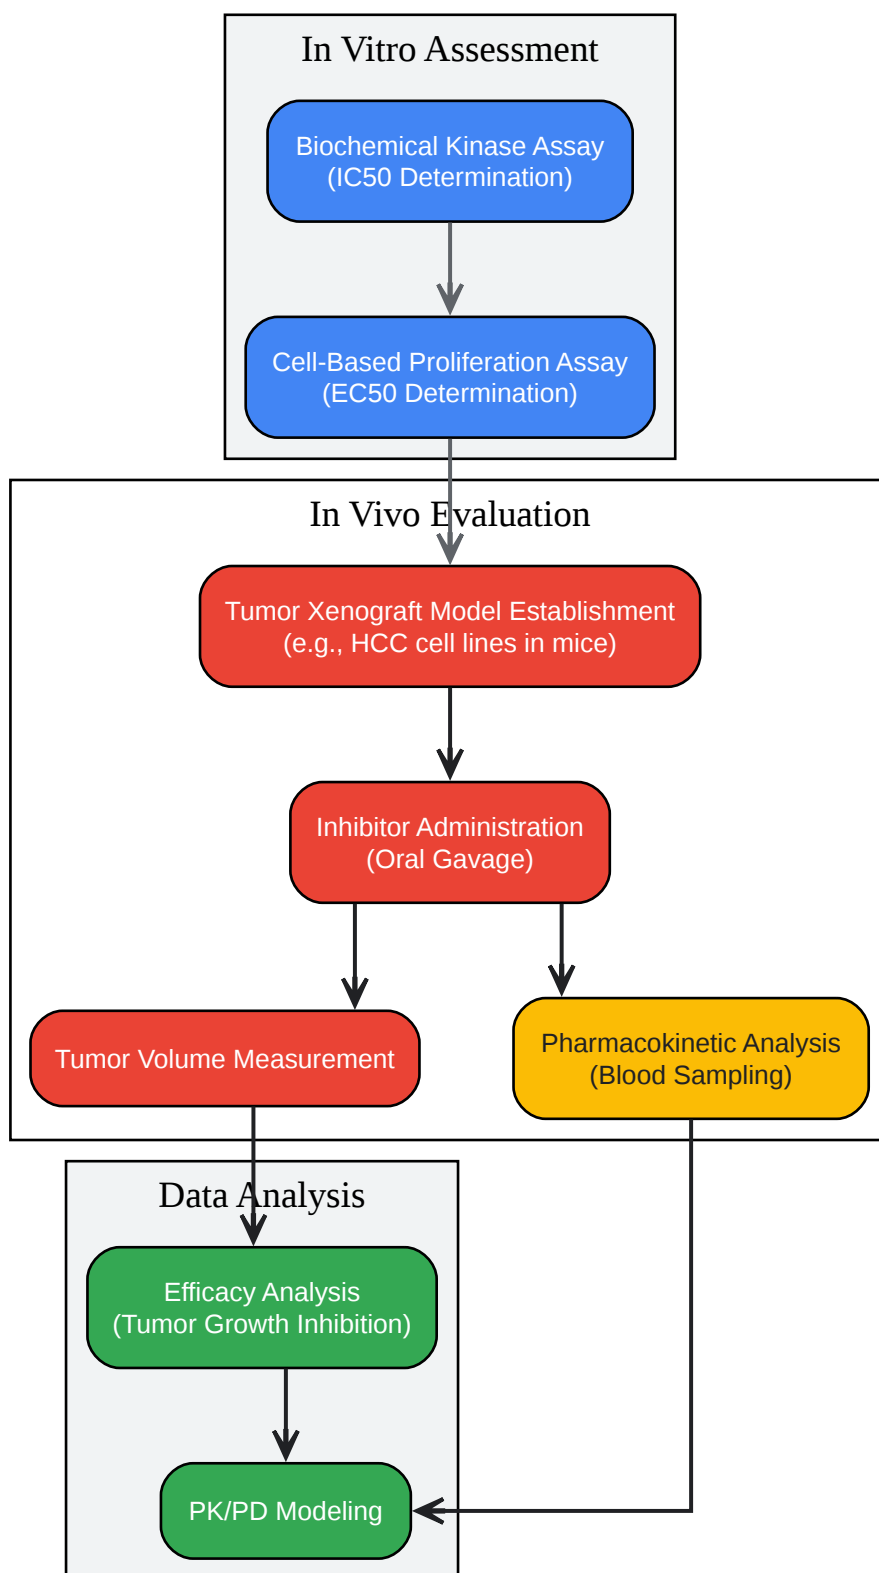 In Vitro Assessment
Biochemical Kinase Assay
(IC50 Determination)
Cell-Based Proliferation Assay
(EC50 Determination)
In Vivo Evaluation
Tumor Xenograft Model Establishment
(e.g., HCC cell lines in mice)
Inhibitor Administration
(Oral Gavage)
Tumor Volume Measurement
Pharmacokinetic Analysis
(Blood Sampling)
Data Analysis
Efficacy Analysis
(Tumor Growth Inhibition)
PK/PD Modeling